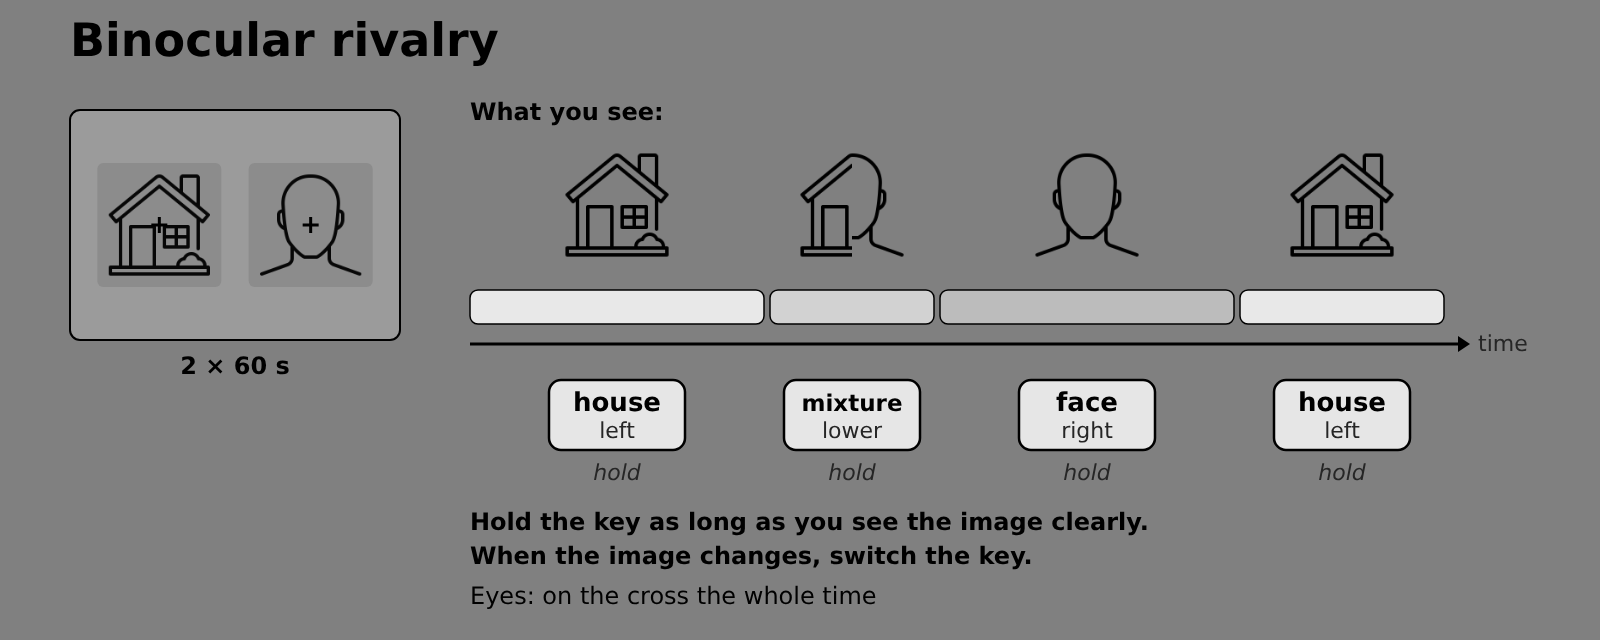 Binocular rivalry
What you see:
2 × 60 s
time
house
left
hold
mixture
lower
hold
face
right
hold
house
left
hold
Hold the key as long as you see the image clearly.
When the image changes, switch the key.
Eyes: on the cross the whole time